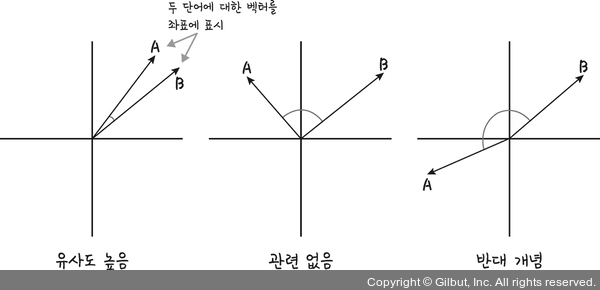 두 단어에 대한 벡터를
좌표에 표시
A
B
A
B
B
A
유사도 높음
관련 없음
반대 개념
Copyright © Gilbut, Inc. All rights reserved.